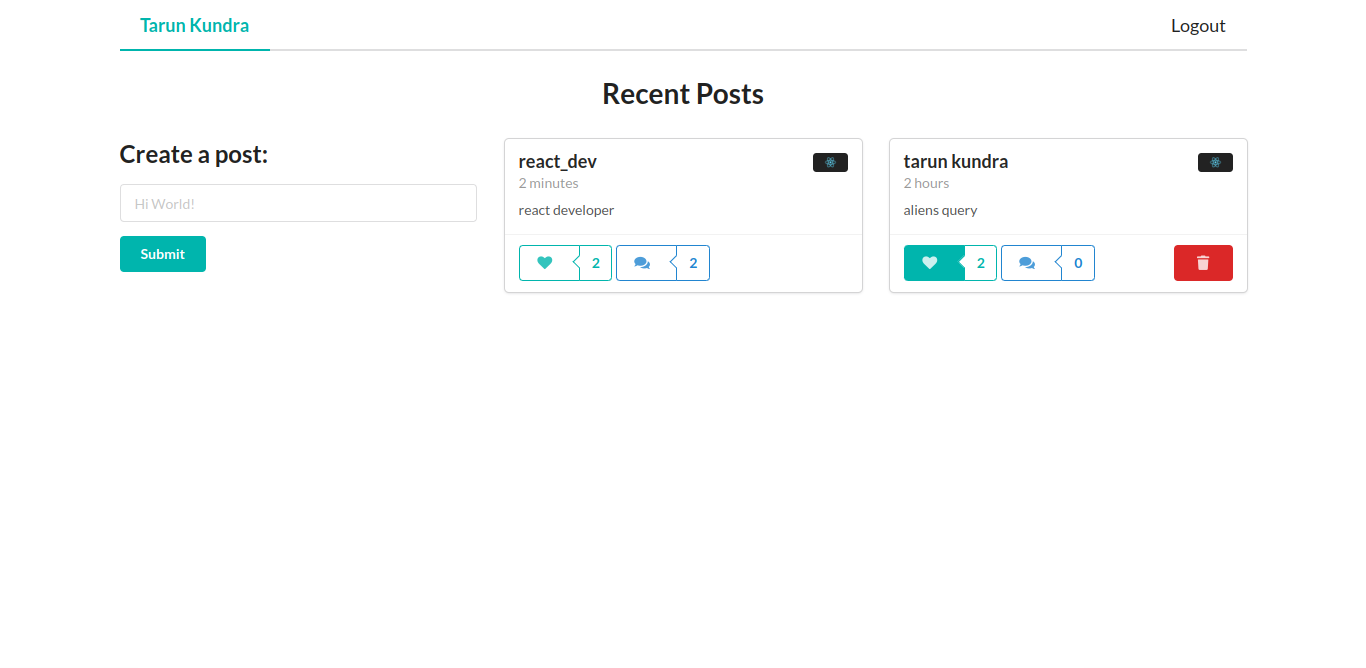 Tarun Kundra
Logout
Recent Posts
Create a post:
Hi World!
Submit
react_dev
2 minutes
react developer
2
2
tarun kundra
2 hours
aliens query
2
0